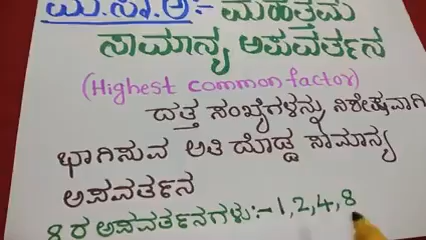 ಮ.ಸಾ.ಅ:- ಮಹತ್ತಮ
ಸಾಮಾನ್ಯ ಅಪವರ್ತನ
(Highest common factor)
ದತ್ತ ಸಂಖ್ಯೆಗಳನ್ನು ನಿಶೇಷವಾಗಿ
ಭಾಗಿಸುವ ಅತಿ ದೊಡ್ಡ ಸಾಮಾನ್ಯ
ಅಪವರ್ತನ
8 ರ ಅಪವರ್ತನಗಳು:-1,2,4,8